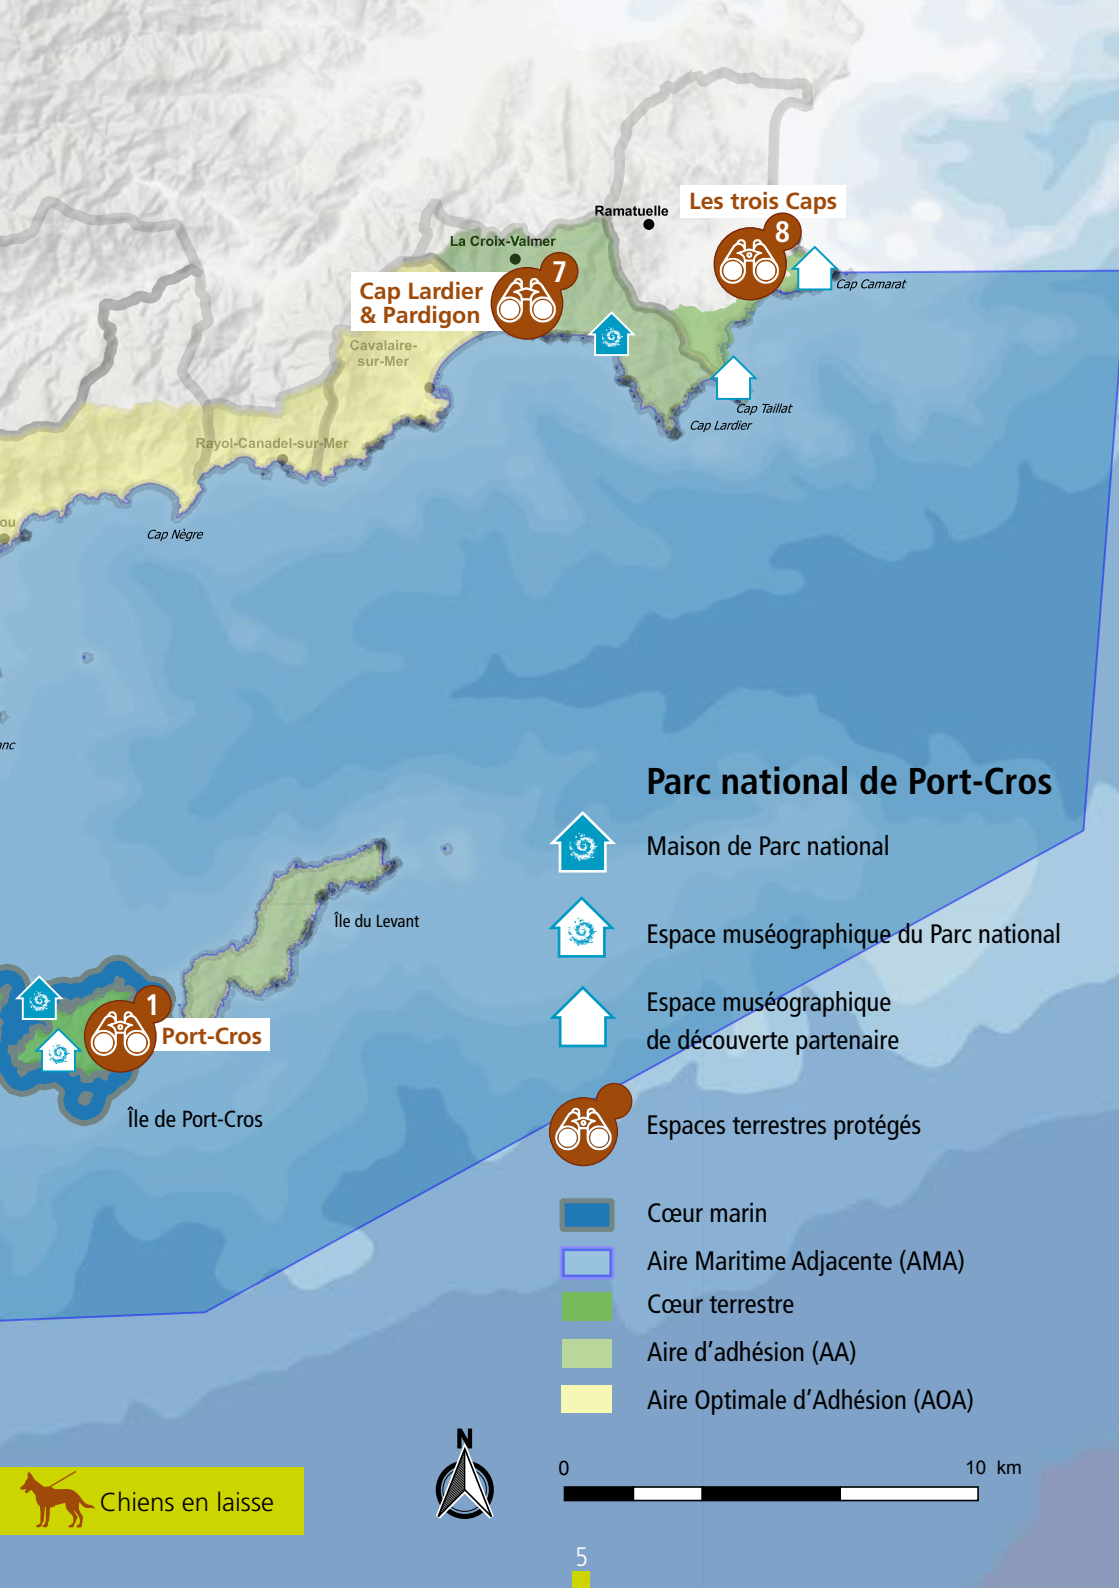 Les trois Caps
Ramatuelle
8
La Croix-Valmer
7
Cap Lardier
& Pardigon
Cap Camarat
Cavalaire-
sur-Mer
Cap Taillat
Cap Lardier
Rayol-Canadel-sur-Mer
ou
Cap Nègre
anc
Parc national de Port-Cros
Maison de Parc national
Île du Levant
Espace muséographique du Parc national
1
Port-Cros
Espace muséographique
de découverte partenaire
Île de Port-Cros
Espaces terrestres protégés
Cœur marin
Aire Maritime Adjacente (AMA)
Cœur terrestre
Aire d’adhésion (AA)
Aire Optimale d’Adhésion (AOA)
N
0 10 km
Chiens en laisse
5